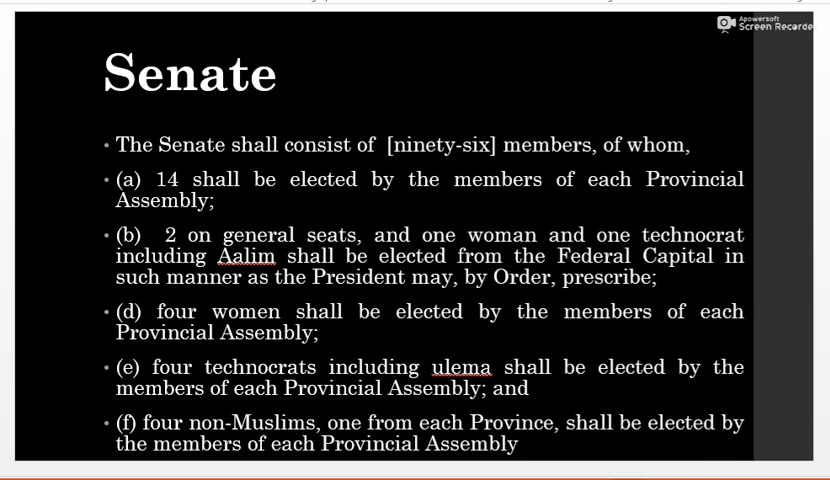 Apowersoft
Screen Recorder
Senate
• The Senate shall consist of [ninety-six] members, of whom,
• (a) 14 shall be elected by the members of each Provincial
Assembly;
• (b) 2 on general seats, and one woman and one technocrat
including Aalim shall be elected from the Federal Capital in
such manner as the President may, by Order, prescribe;
• (d) four women shall be elected by the members of each
Provincial Assembly;
• (e) four technocrats including ulema shall be elected by the
members of each Provincial Assembly; and
• (f) four non-Muslims, one from each Province, shall be elected by
the members of each Provincial Assembly